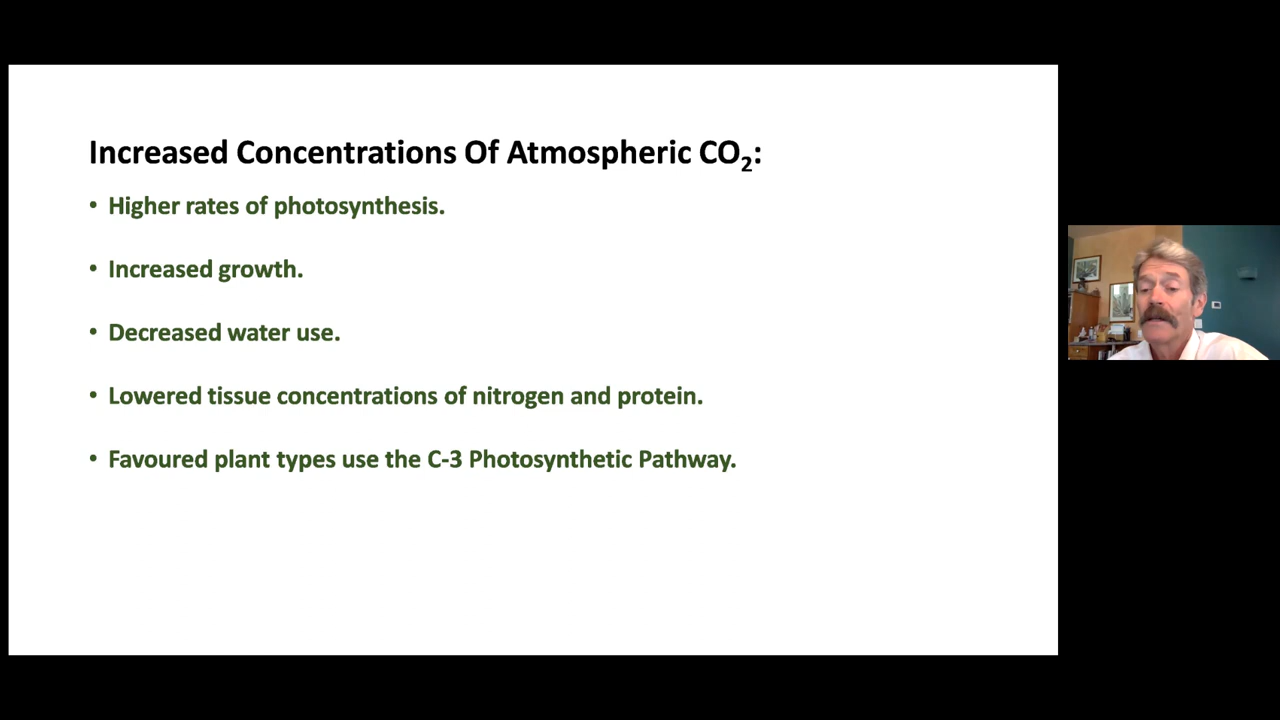 Increased Concentrations Of Atmospheric CO₂:
• Higher rates of photosynthesis.
• Increased growth.
• Decreased water use.
• Lowered tissue concentrations of nitrogen and protein.
• Favoured plant types use the C-3 Photosynthetic Pathway.